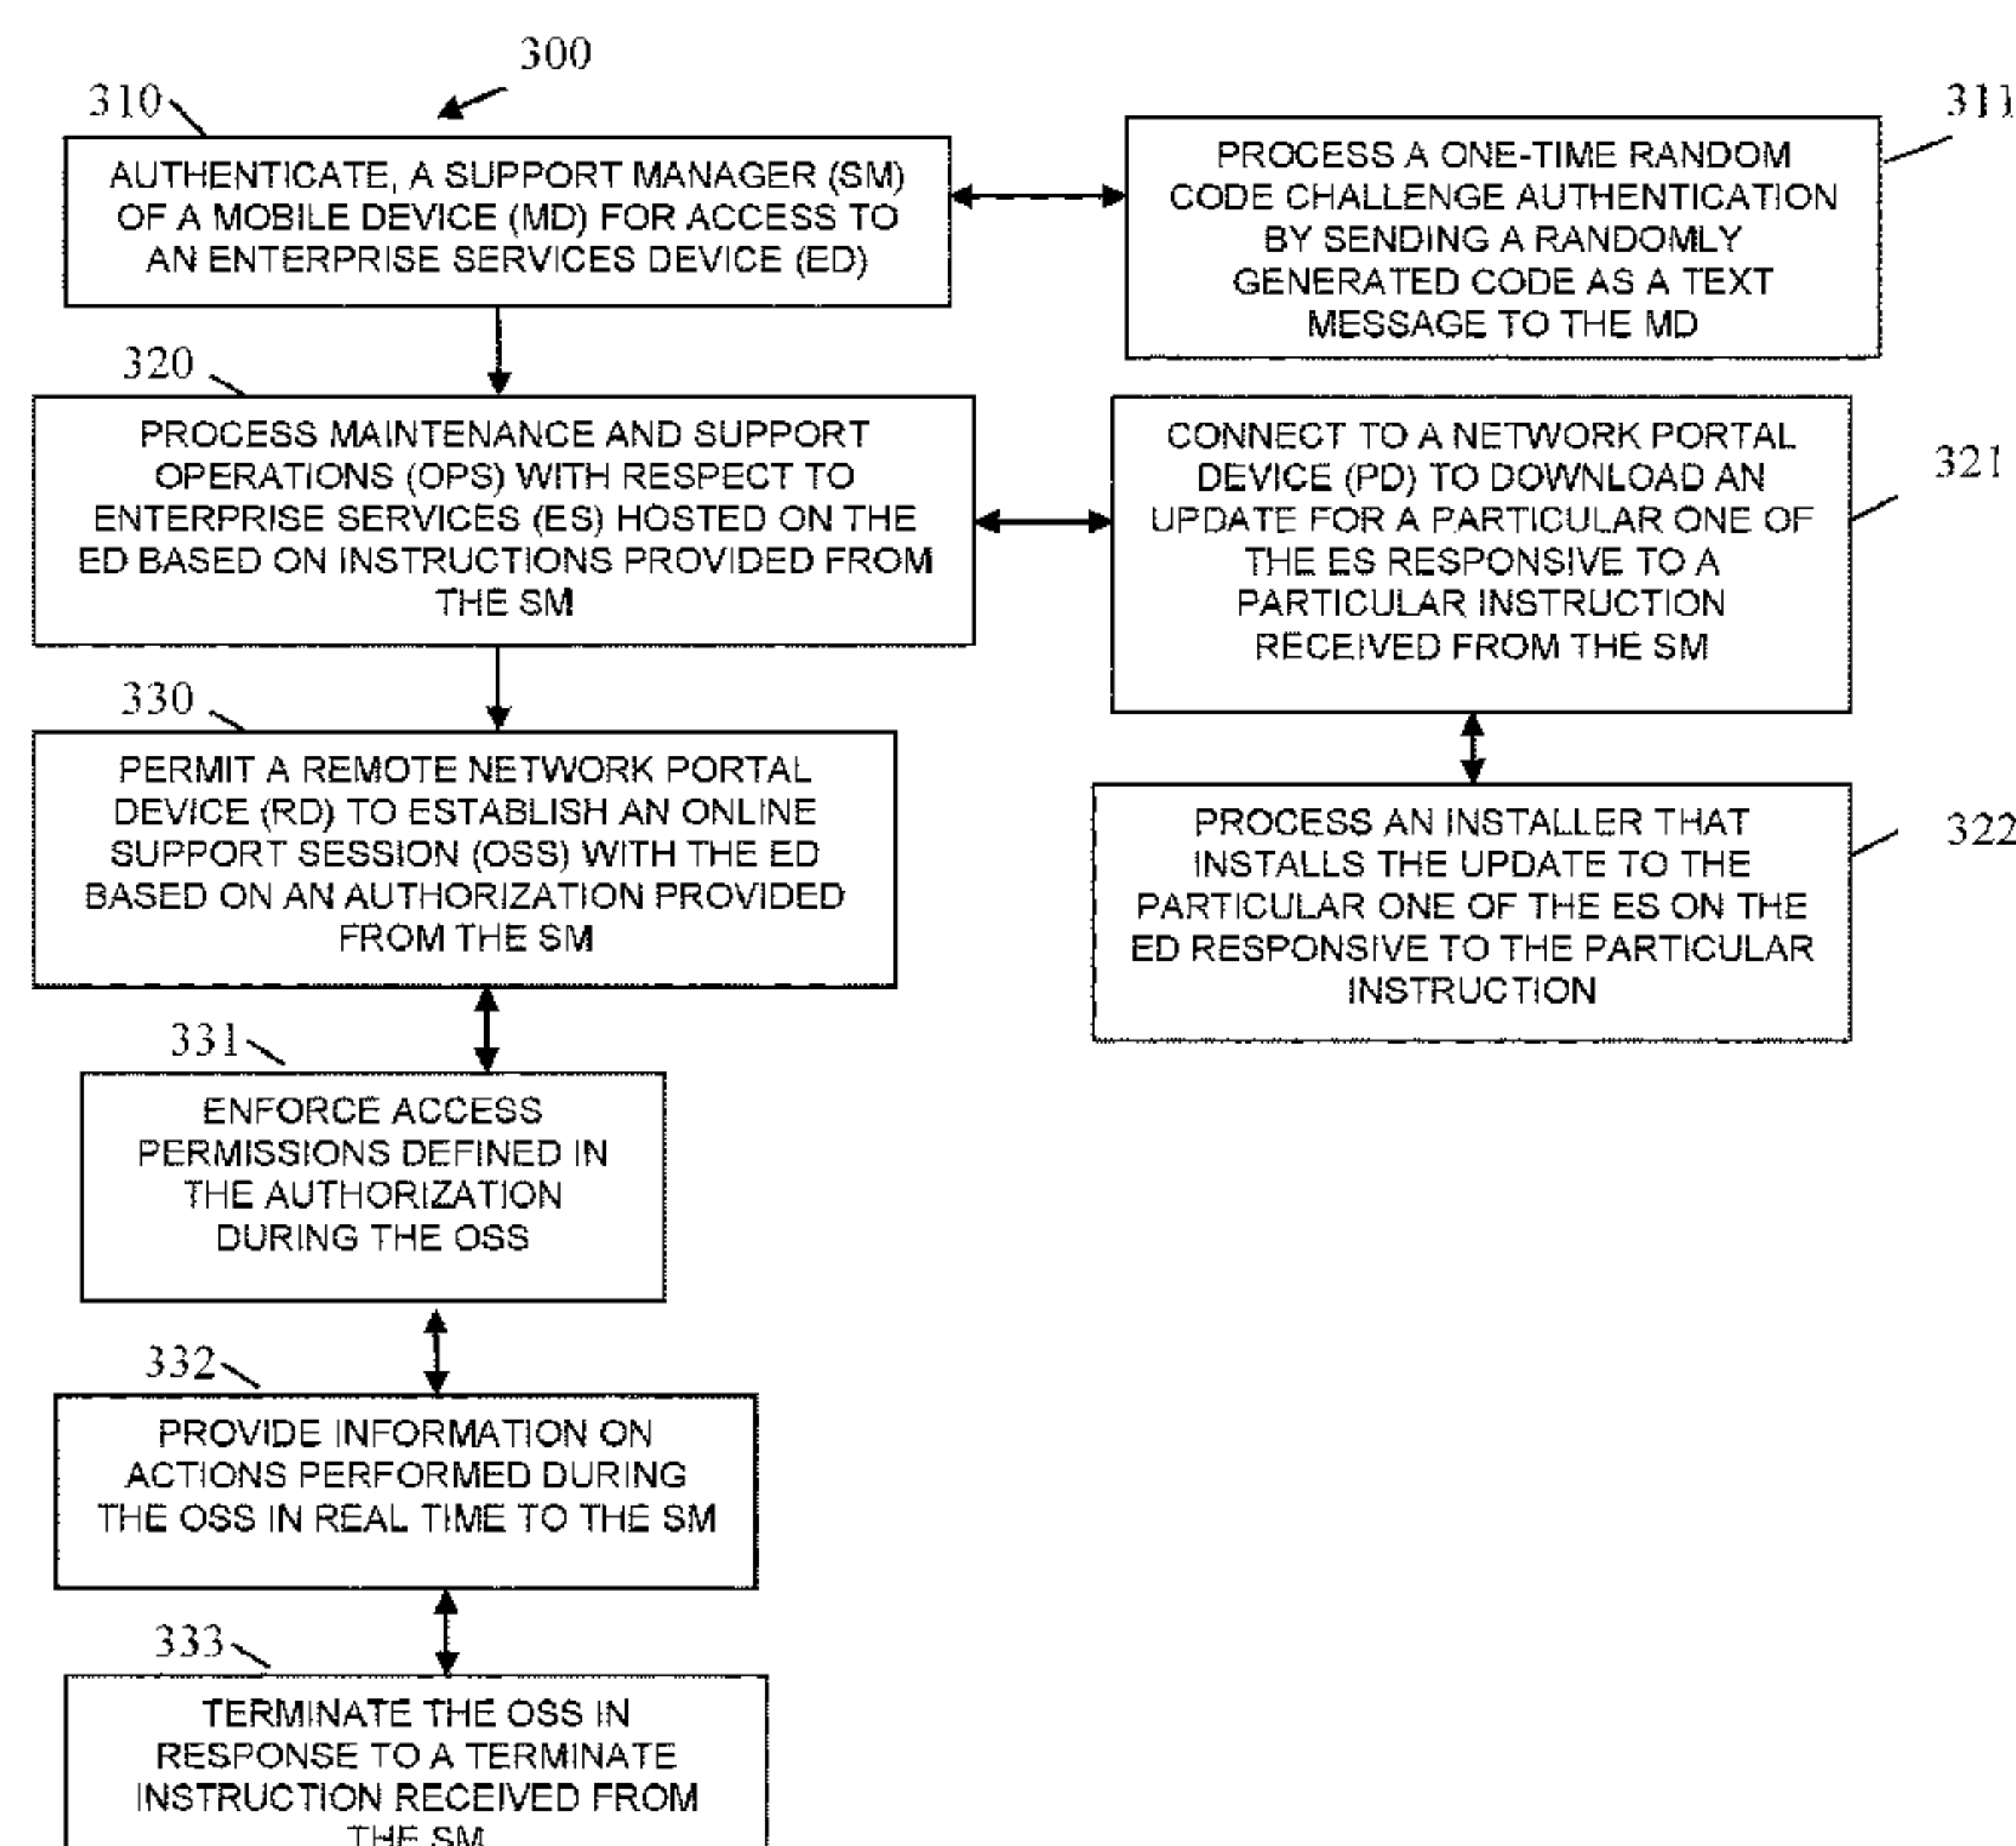 300
310
AUTHENTICATE, A SUPPORT MANAGER (SM)
OF A MOBILE DEVICE (MD) FOR ACCESS TO
AN ENTERPRISE SERVICES DEVICE (ED)
311
PROCESS A ONE-TIME RANDOM
CODE CHALLENGE AUTHENTICATION
BY SENDING A RANDOMLY
GENERATED CODE AS A TEXT
MESSAGE TO THE MD
320
PROCESS MAINTENANCE AND SUPPORT
OPERATIONS (OPS) WITH RESPECT TO
ENTERPRISE SERVICES (ES) HOSTED ON THE
ED BASED ON INSTRUCTIONS PROVIDED FROM
THE SM
321
CONNECT TO A NETWORK PORTAL
DEVICE (PD) TO DOWNLOAD AN
UPDATE FOR A PARTICULAR ONE OF
THE ES RESPONSIVE TO A
PARTICULAR INSTRUCTION
RECEIVED FROM THE SM
322
PROCESS AN INSTALLER THAT
INSTALLS THE UPDATE TO THE
PARTICULAR ONE OF THE ES ON THE
ED RESPONSIVE TO THE PARTICULAR
INSTRUCTION
330
PERMIT A REMOTE NETWORK PORTAL
DEVICE (RD) TO ESTABLISH AN ONLINE
SUPPORT SESSION (OSS) WITH THE ED
BASED ON AN AUTHORIZATION PROVIDED
FROM THE SM
331
ENFORCE ACCESS
PERMISSIONS DEFINED IN
THE AUTHORIZATION
DURING THE OSS
332
PROVIDE INFORMATION ON
ACTIONS PERFORMED DURING
THE OSS IN REAL TIME TO THE SM
333
TERMINATE THE OSS IN
RESPONSE TO A TERMINATE
INSTRUCTION RECEIVED FROM
THE SM